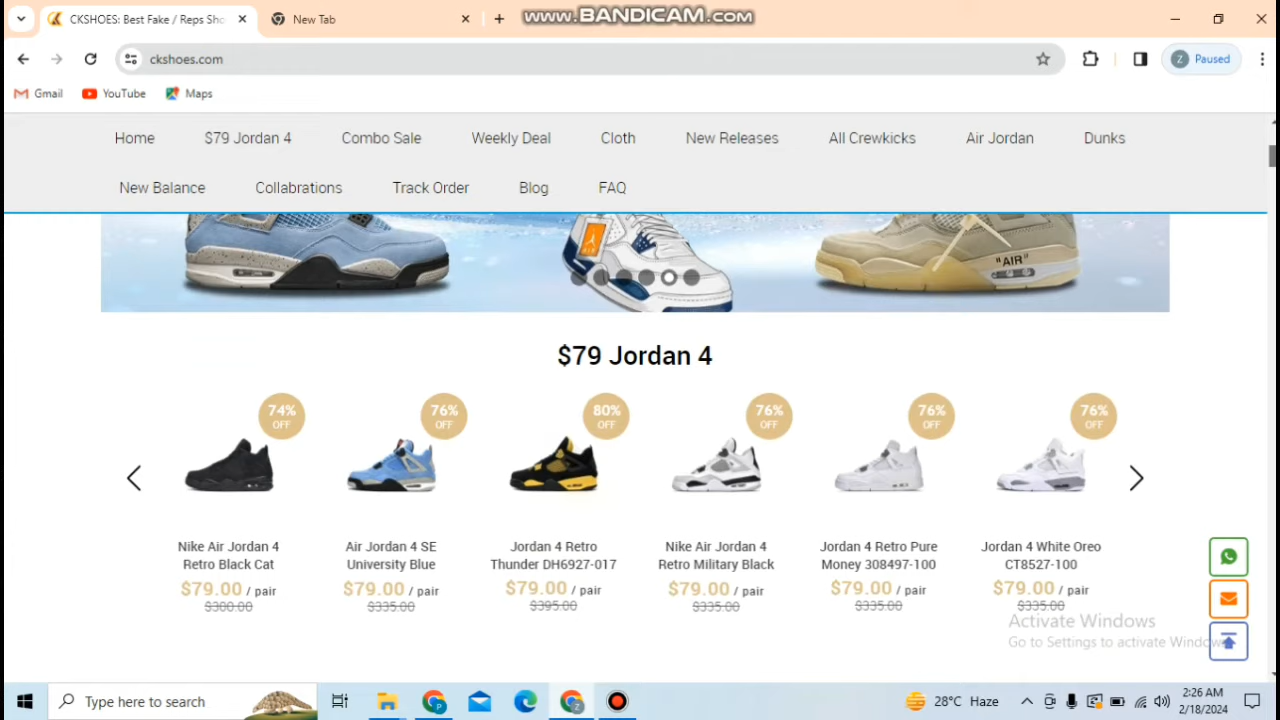 CKSHOES: Best Fake / Reps Sho
New Tab
www.BANDICAM.com
ckshoes.com
Z Paused
Gmail YouTube Maps
Home $79 Jordan 4 Combo Sale Weekly Deal Cloth New Releases All Crewkicks Air Jordan Dunks
New Balance Collabrations Track Order Blog FAQ
"AIR"
$79 Jordan 4
74% OFF
76% OFF
80% OFF
76% OFF
76% OFF
76% OFF
Nike Air Jordan 4
Retro Black Cat
$79.00 / pair
$300.00
Air Jordan 4 SE
University Blue
$79.00 / pair
$335.00
Jordan 4 Retro
Thunder DH6927-017
$79.00 / pair
$395.00
Nike Air Jordan 4
Retro Military Black
$79.00 / pair
$335.00
Jordan 4 Retro Pure
Money 308497-100
$79.00 / pair
$335.00
Jordan 4 White Oreo
CT8527-100
$79.00 / pair
$335.00
Activate Windows
Go to Settings to activate Windows
Type here to search
P
Z
28°C Haze
2:26 AM
2/18/2024